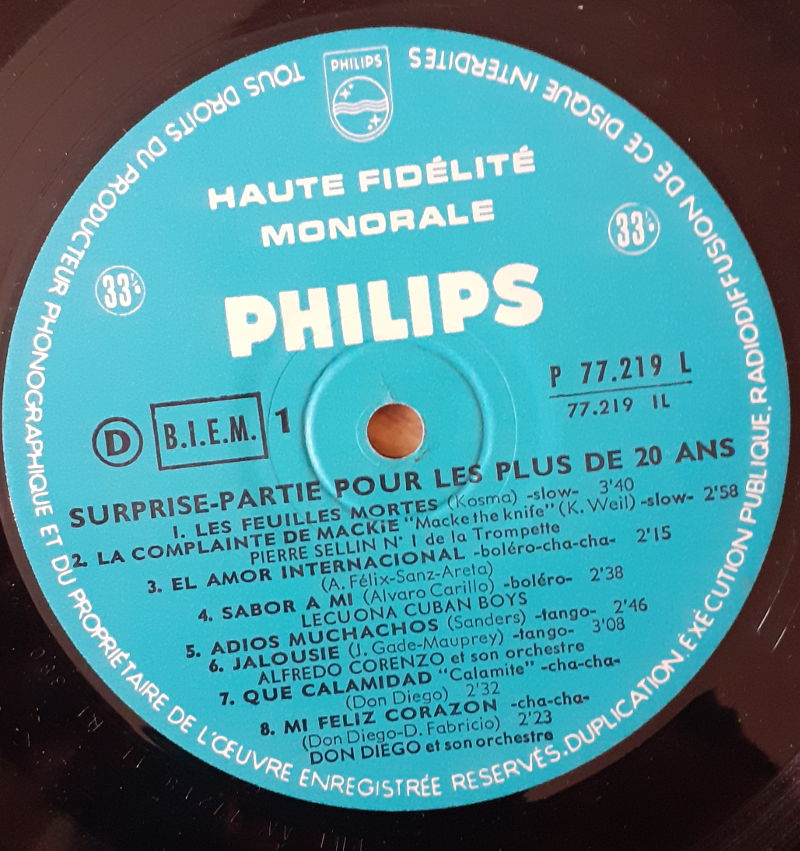 PHILIPS
TOUS DROITS DU PRODUCTEUR PHONOGRAPHIQUE ET DU PROPRIÉTAIRE DE L'ŒUVRE ENREGISTRÉE RÉSERVÉS. DUPLICATION. EXÉCUTION PUBLIQUE. RADIODIFFUSION DE CE DISQUE INTERDITES
HAUTE FIDÉLITÉ
MONORALE
33 1/3
33 1/3
PHILIPS
P 77.219 L
77.219 1L
D B.I.E.M. 1
SURPRISE-PARTIE POUR LES PLUS DE 20 ANS
1. LES FEUILLES MORTES (Kosma) -slow- 3'40
2. LA COMPLAINTE DE MACKIE "Macke the knife" (K. Weil) -slow- 2'58
PIERRE SELLIN N° 1 de la Trompette
3. EL AMOR INTERNACIONAL -boléro-cha-cha- 2'15
(A. Félix-Sanz-Areta)
4. SABOR A MI (Alvaro Carillo) -boléro- 2'38
LECUONA CUBAN BOYS
5. ADIOS MUCHACHOS (Sanders) -tango- 2'46
6. JALOUSIE (J. Gade-Mauprey) -tango- 3'08
ALFREDO CORENZO et son orchestre
7. QUE CALAMIDAD "Calamite" -cha-cha-
(Don Diego) 2'32
8. MI FELIZ CORAZON -cha-cha-
(Don Diego-D. Fabricio) 2'23
DON DIEGO et son orchestre